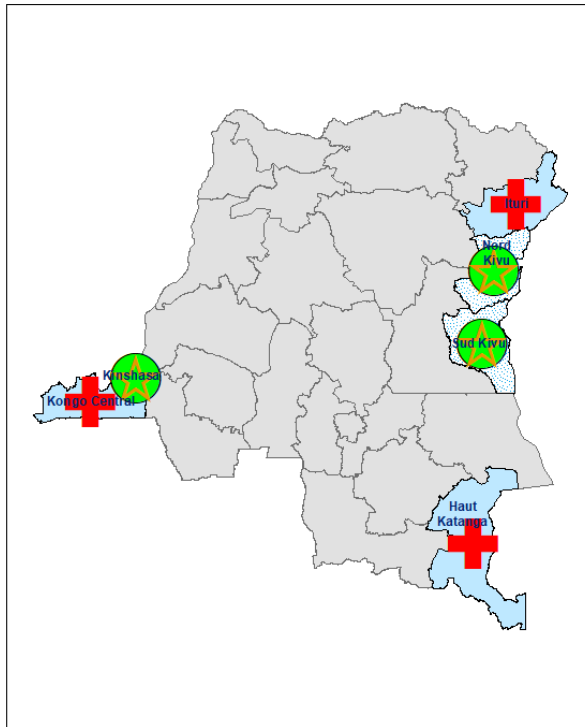 Ituri
Nord
Kivu
Sud Kivu
Kinshasa
Kongo Central
Haut
Katanga